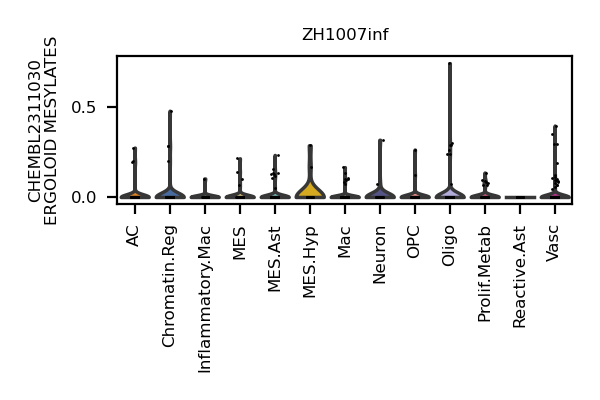 ZH1007inf
CHEMBL2311030
ERGOLOID MESYLATES
0.5
0.0
AC
Chromatin.Reg
Inflammatory.Mac
MES
MES.Ast
MES.Hyp
Mac
Neuron
OPC
Oligo
Prolif.Metab
Reactive.Ast
Vasc